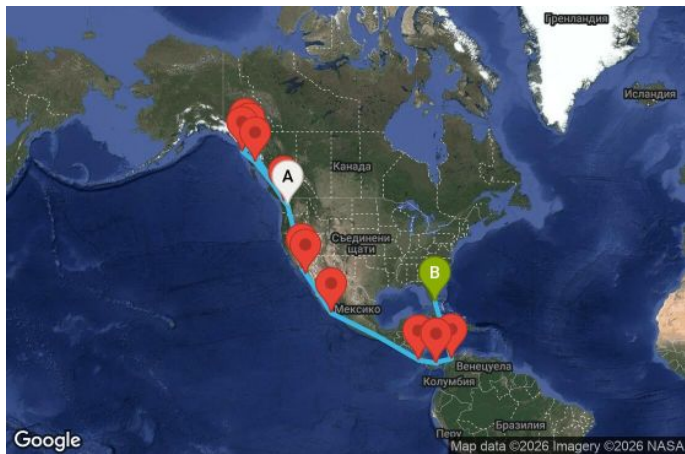 Гренландия
Исландия
Канада
A
Съединени
щати
B
Мексико
Венецуела
Колумбия
Бразилия
Перу
Google
Map data ©2026 Imagery ©2026 NASA